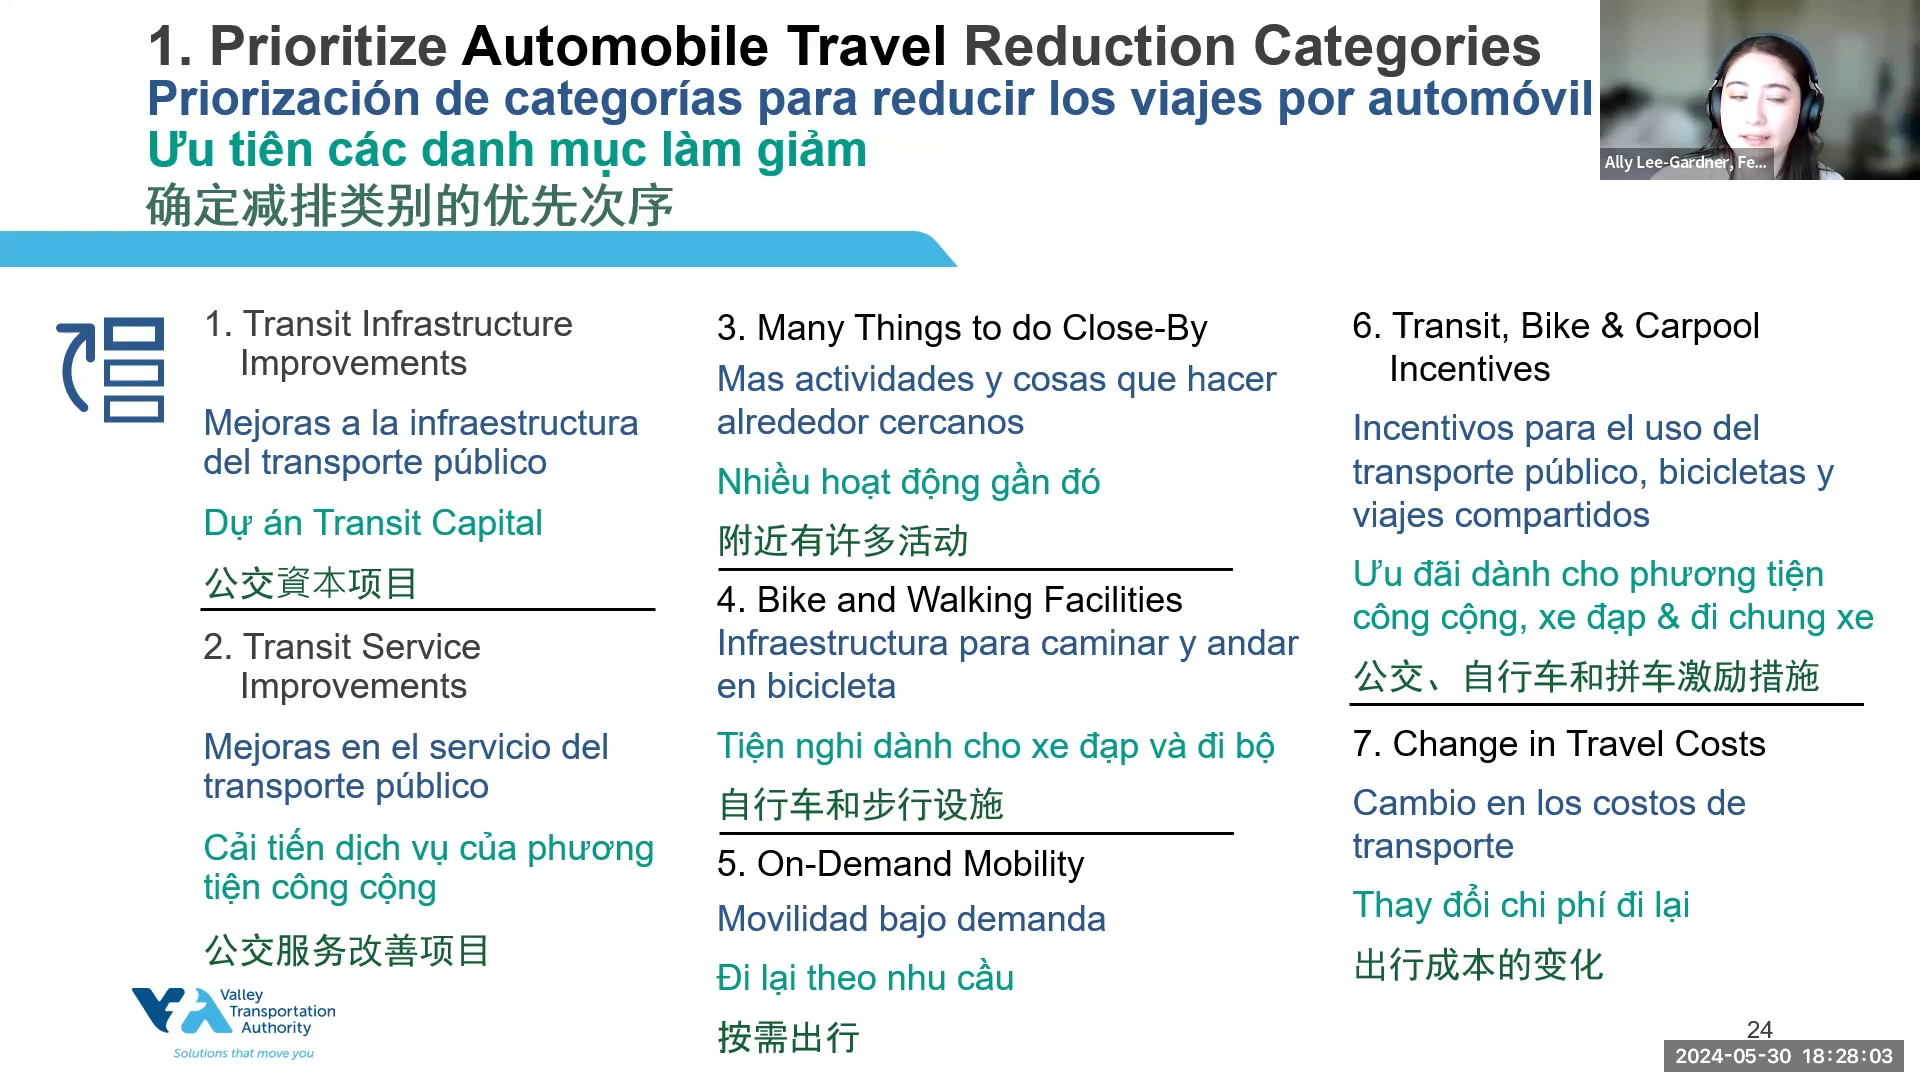 1. Prioritize Automobile Travel Reduction Categories
Priorización de categorías para reducir los viajes por automóvil
Ưu tiên các danh mục làm giảm
确定减排类别的优先次序
Ally Lee-Gardner, Fe...
1. Transit Infrastructure
Improvements
Mejoras a la infraestructura
del transporte público
Dự án Transit Capital
公交資本项目
2. Transit Service
Improvements
Mejoras en el servicio del
transporte público
Cải tiến dịch vụ của phương
tiện công cộng
公交服务改善项目
3. Many Things to do Close-By
Mas actividades y cosas que hacer
alrededor cercanos
Nhiều hoạt động gần đó
附近有许多活动
4. Bike and Walking Facilities
Infraestructura para caminar y andar
en bicicleta
Tiện nghi dành cho xe đạp và đi bộ
自行车和步行设施
5. On-Demand Mobility
Movilidad bajo demanda
Đi lại theo nhu cầu
按需出行
6. Transit, Bike & Carpool
Incentives
Incentivos para el uso del
transporte público, bicicletas y
viajes compartidos
Ưu đãi dành cho phương tiện
công cộng, xe đạp & đi chung xe
公交、自行车和拼车激励措施
7. Change in Travel Costs
Cambio en los costos de
transporte
Thay đổi chi phí đi lại
出行成本的变化
VTA
Valley
Transportation
Authority
Solutions that move you
24
2024-05-30 18:28:03